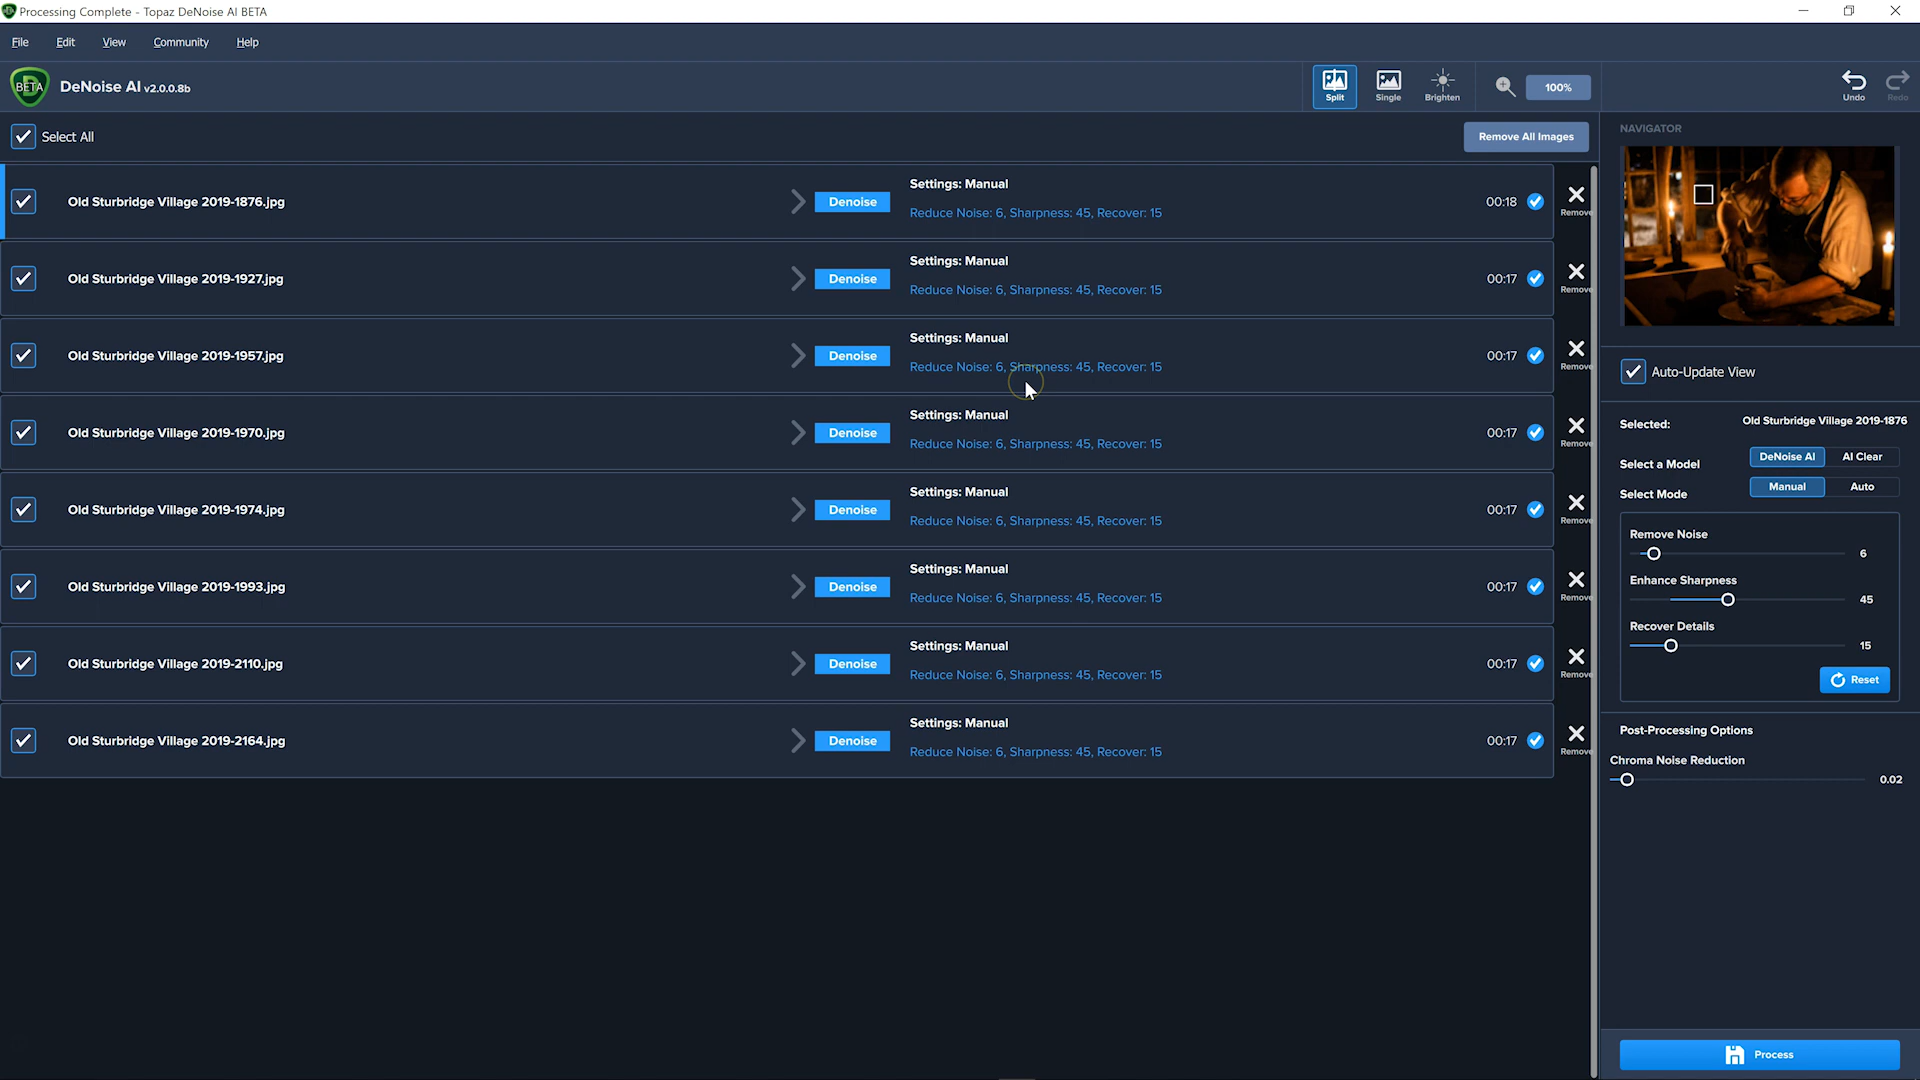 Processing Complete - Topaz DeNoise AI BETA
File Edit View Community Help
BETA DeNoise AI v2.0.0.8b
Split Single Brighten 100% Undo Redo
Select All Remove All Images
Old Sturbridge Village 2019-1876.jpg Denoise Settings: Manual 00:18 Remove
Reduce Noise: 6, Sharpness: 45, Recover: 15
Old Sturbridge Village 2019-1927.jpg Denoise Settings: Manual 00:17 Remove
Reduce Noise: 6, Sharpness: 45, Recover: 15
Old Sturbridge Village 2019-1957.jpg Denoise Settings: Manual 00:17 Remove
Reduce Noise: 6, Sharpness: 45, Recover: 15
Old Sturbridge Village 2019-1970.jpg Denoise Settings: Manual 00:17 Remove
Reduce Noise: 6, Sharpness: 45, Recover: 15
Old Sturbridge Village 2019-1974.jpg Denoise Settings: Manual 00:17 Remove
Reduce Noise: 6, Sharpness: 45, Recover: 15
Old Sturbridge Village 2019-1993.jpg Denoise Settings: Manual 00:17 Remove
Reduce Noise: 6, Sharpness: 45, Recover: 15
Old Sturbridge Village 2019-2110.jpg Denoise Settings: Manual 00:17 Remove
Reduce Noise: 6, Sharpness: 45, Recover: 15
Old Sturbridge Village 2019-2164.jpg Denoise Settings: Manual 00:17 Remove
Reduce Noise: 6, Sharpness: 45, Recover: 15
NAVIGATOR
Auto-Update View
Selected: Old Sturbridge Village 2019-1876
Select a Model DeNoise AI AI Clear
Select Mode Manual Auto
Remove Noise
6
Enhance Sharpness
45
Recover Details
15
Reset
Post-Processing Options
Chroma Noise Reduction
0.02
Process